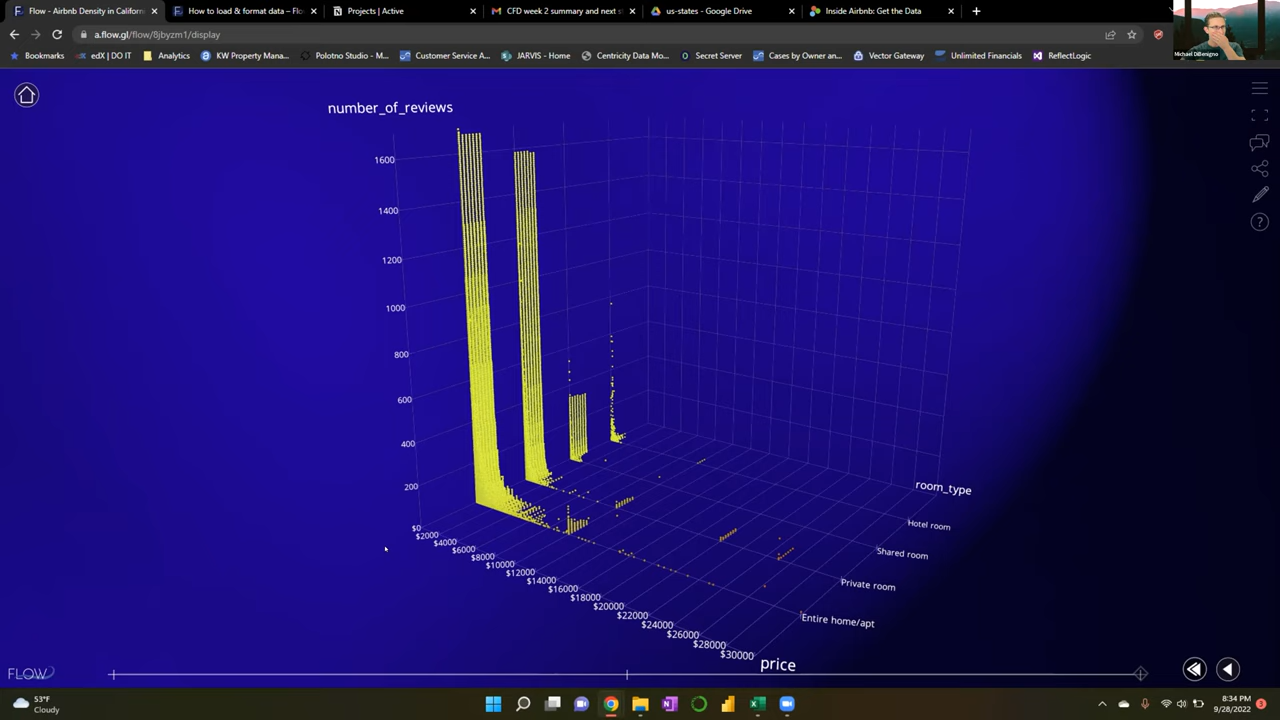 Flow - Airbnb Density in Californ
How to load & format data – Flo
Projects | Active
CFD week 2 summary and next s
us-states - Google Drive
Inside Airbnb: Get the Data
a.flow.gl/flow/8jbyzm1/display
Michael DiBenigno
Bookmarks
edX | DO IT
Analytics
KW Property Mana...
Polotno Studio - M...
Customer Service A...
JARVIS - Home
Centricity Data Mo...
Secret Server
Cases by Owner an...
Vector Gateway
Unlimited Financials
ReflectLogic
number_of_reviews
1600
1400
1200
1000
800
600
400
200
$0
$2000
$4000
$6000
$8000
$10000
$12000
$14000
$16000
$18000
$20000
$22000
$24000
$26000
$28000
$30000
price
room_type
Hotel room
Shared room
Private room
Entire home/apt
FLOW
53°F
Cloudy
8:34 PM
9/28/2022
3